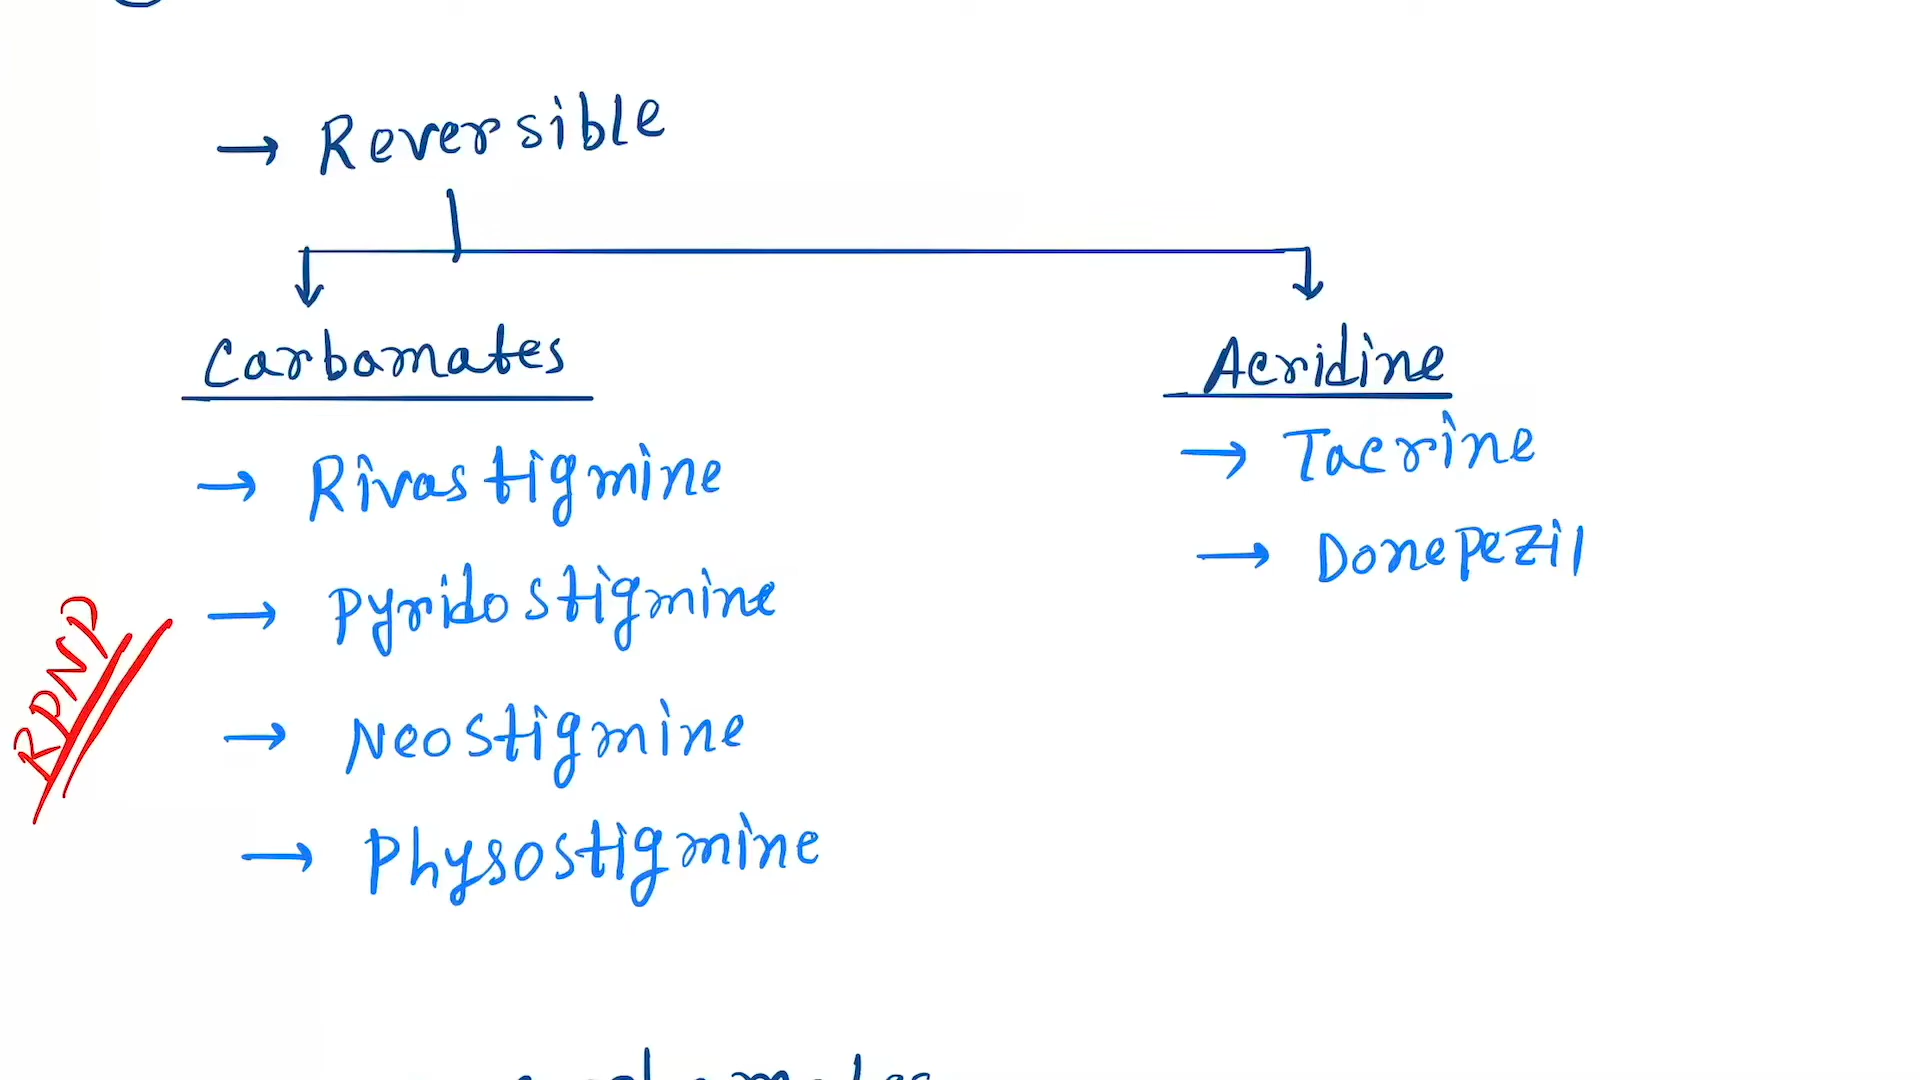 → Reversible
Carbamates
Acridine
→ Rivastigmine
→ Pyridostigmine
→ Neostigmine
→ Physostigmine
RPNP
→ Tacrine
→ Donepezil